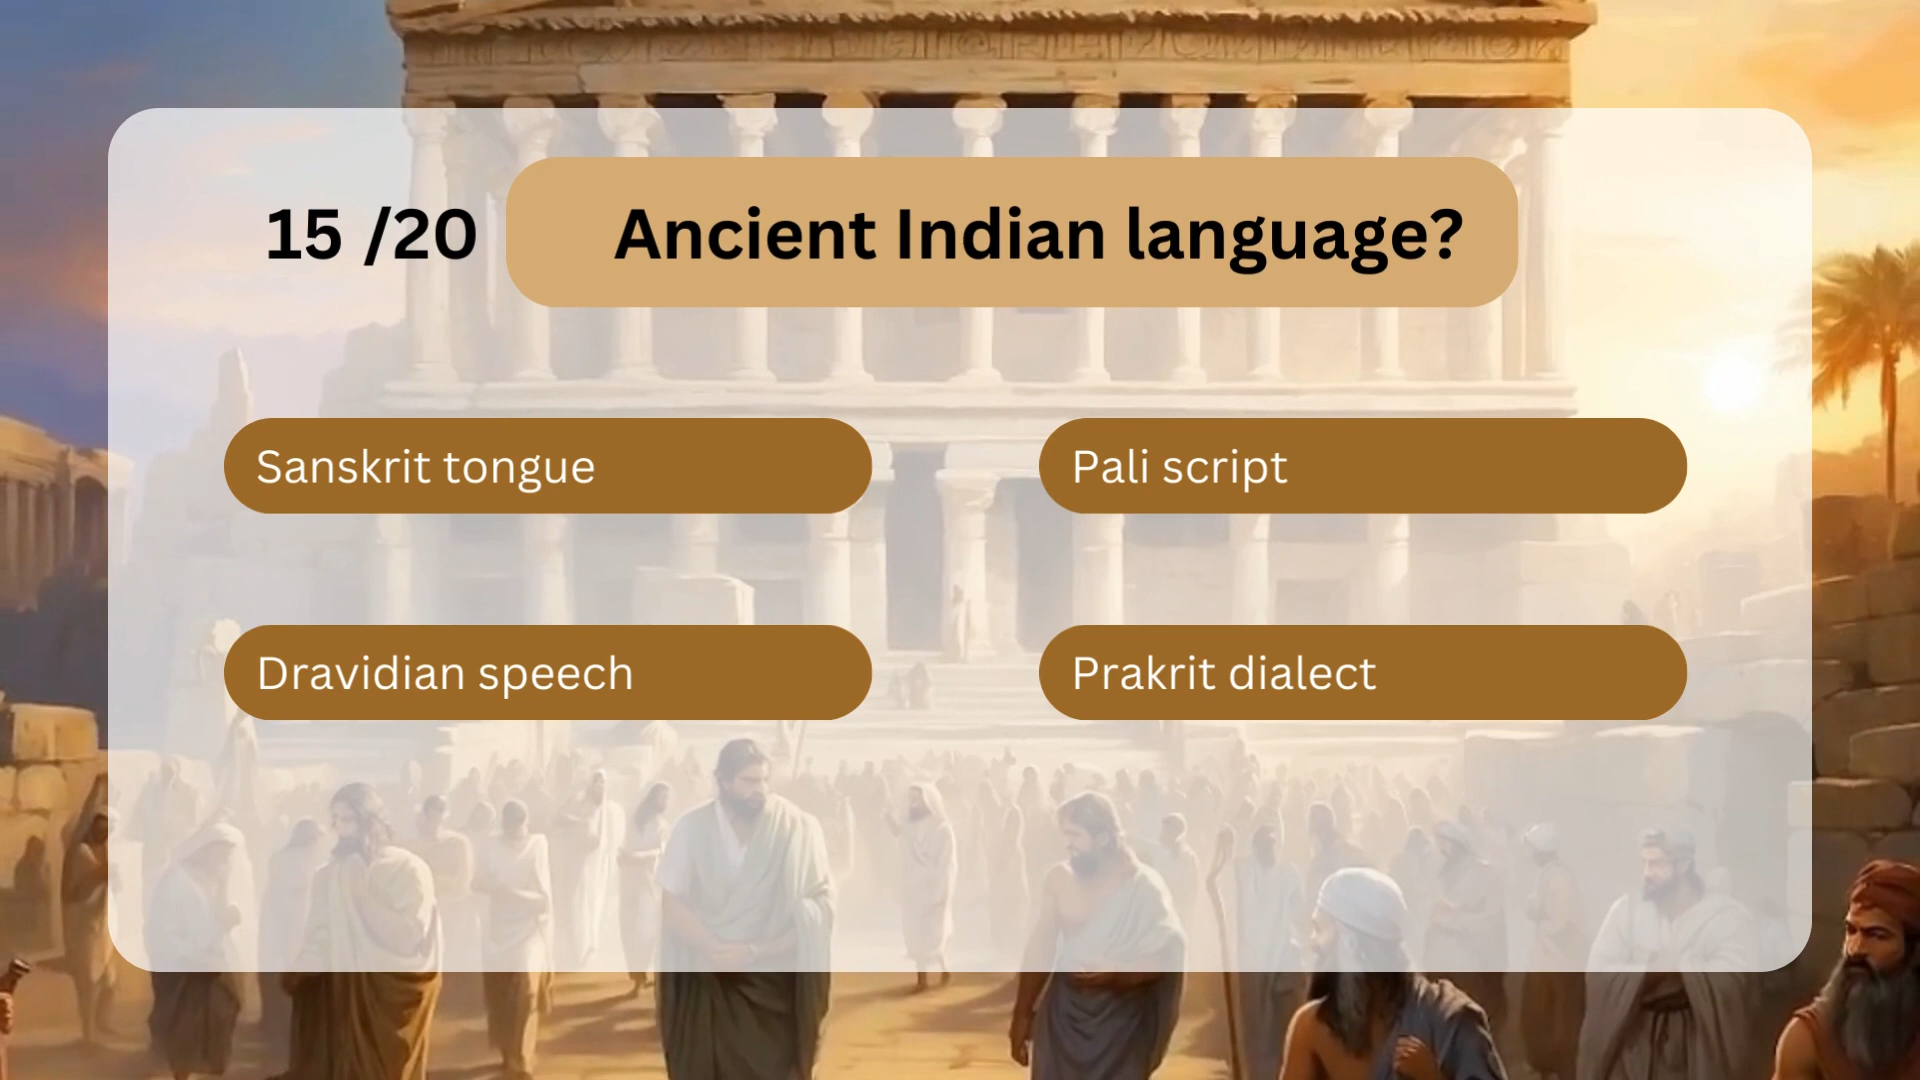 15 /20
Ancient Indian language?
Sanskrit tongue
Pali script
Dravidian speech
Prakrit dialect